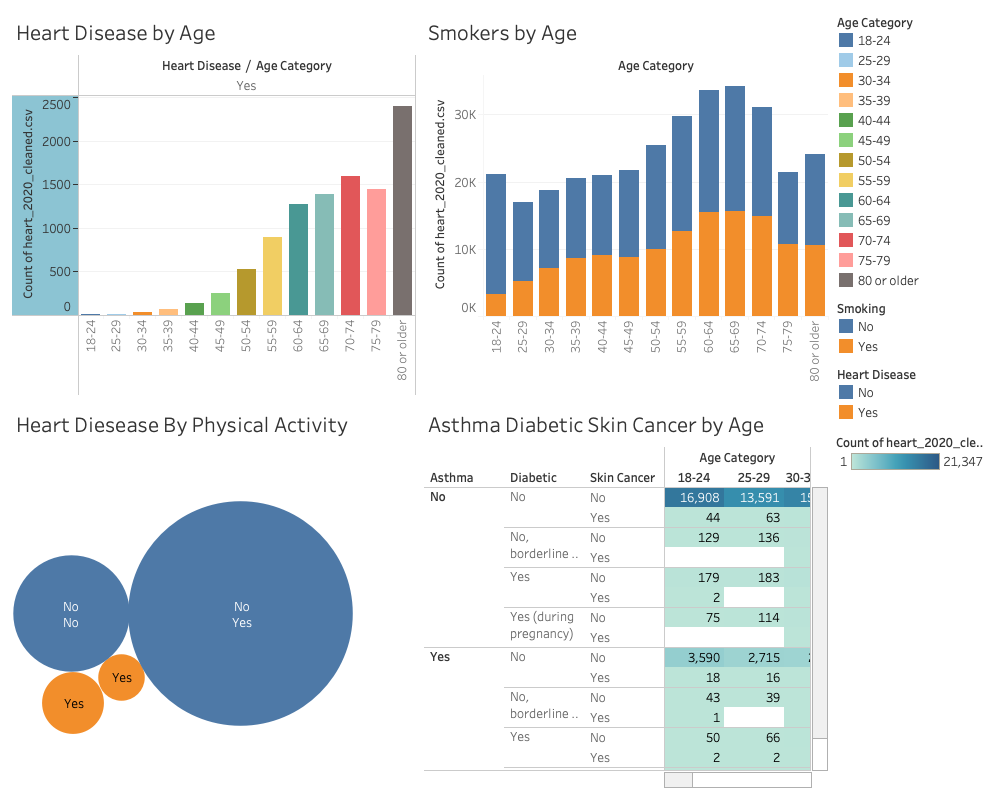 Heart Disease by Age
Heart Disease / Age Category
Yes
Count of heart_2020_cleaned.csv
2500
2000
1500
1000
500
0
18-24
25-29
30-34
35-39
40-44
45-49
50-54
55-59
60-64
65-69
70-74
75-79
80 or older
Smokers by Age
Age Category
Count of heart_2020_cleaned.csv
30K
20K
10K
0K
18-24
25-29
30-34
35-39
40-44
45-49
50-54
55-59
60-64
65-69
70-74
75-79
80 or older
Age Category
18-24
25-29
30-34
35-39
40-44
45-49
50-54
55-59
60-64
65-69
70-74
75-79
80 or older
Smoking
No
Yes
Heart Disease
No
Yes
Count of heart_2020_cle..
1 21,347
Heart Diesease By Physical Activity
No
No
No
Yes
Yes
Yes
Asthma Diabetic Skin Cancer by Age
Age Category
Asthma Diabetic Skin Cancer 18-24 25-29 30-3
No No No 16,908 13,591 15
Yes 44 63
No, No 129 136
borderline .. Yes
Yes No 179 183
Yes 2
Yes (during No 75 114
pregnancy) Yes
Yes No No 3,590 2,715
Yes 18 16
No, No 43 39
borderline .. Yes 1
Yes No 50 66
Yes 2 2